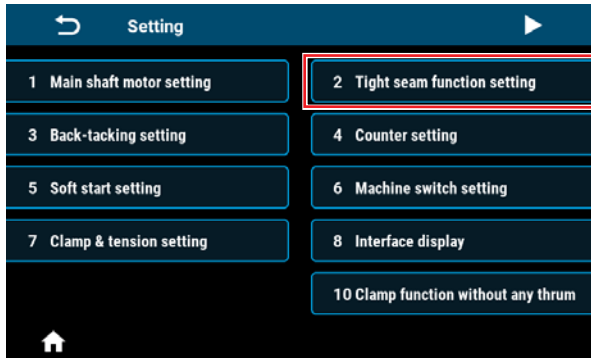 Setting
1 Main shaft motor setting
2 Tight seam function setting
3 Back-tacking setting
4 Counter setting
5 Soft start setting
6 Machine switch setting
7 Clamp & tension setting
8 Interface display
10 Clamp function without any thrum